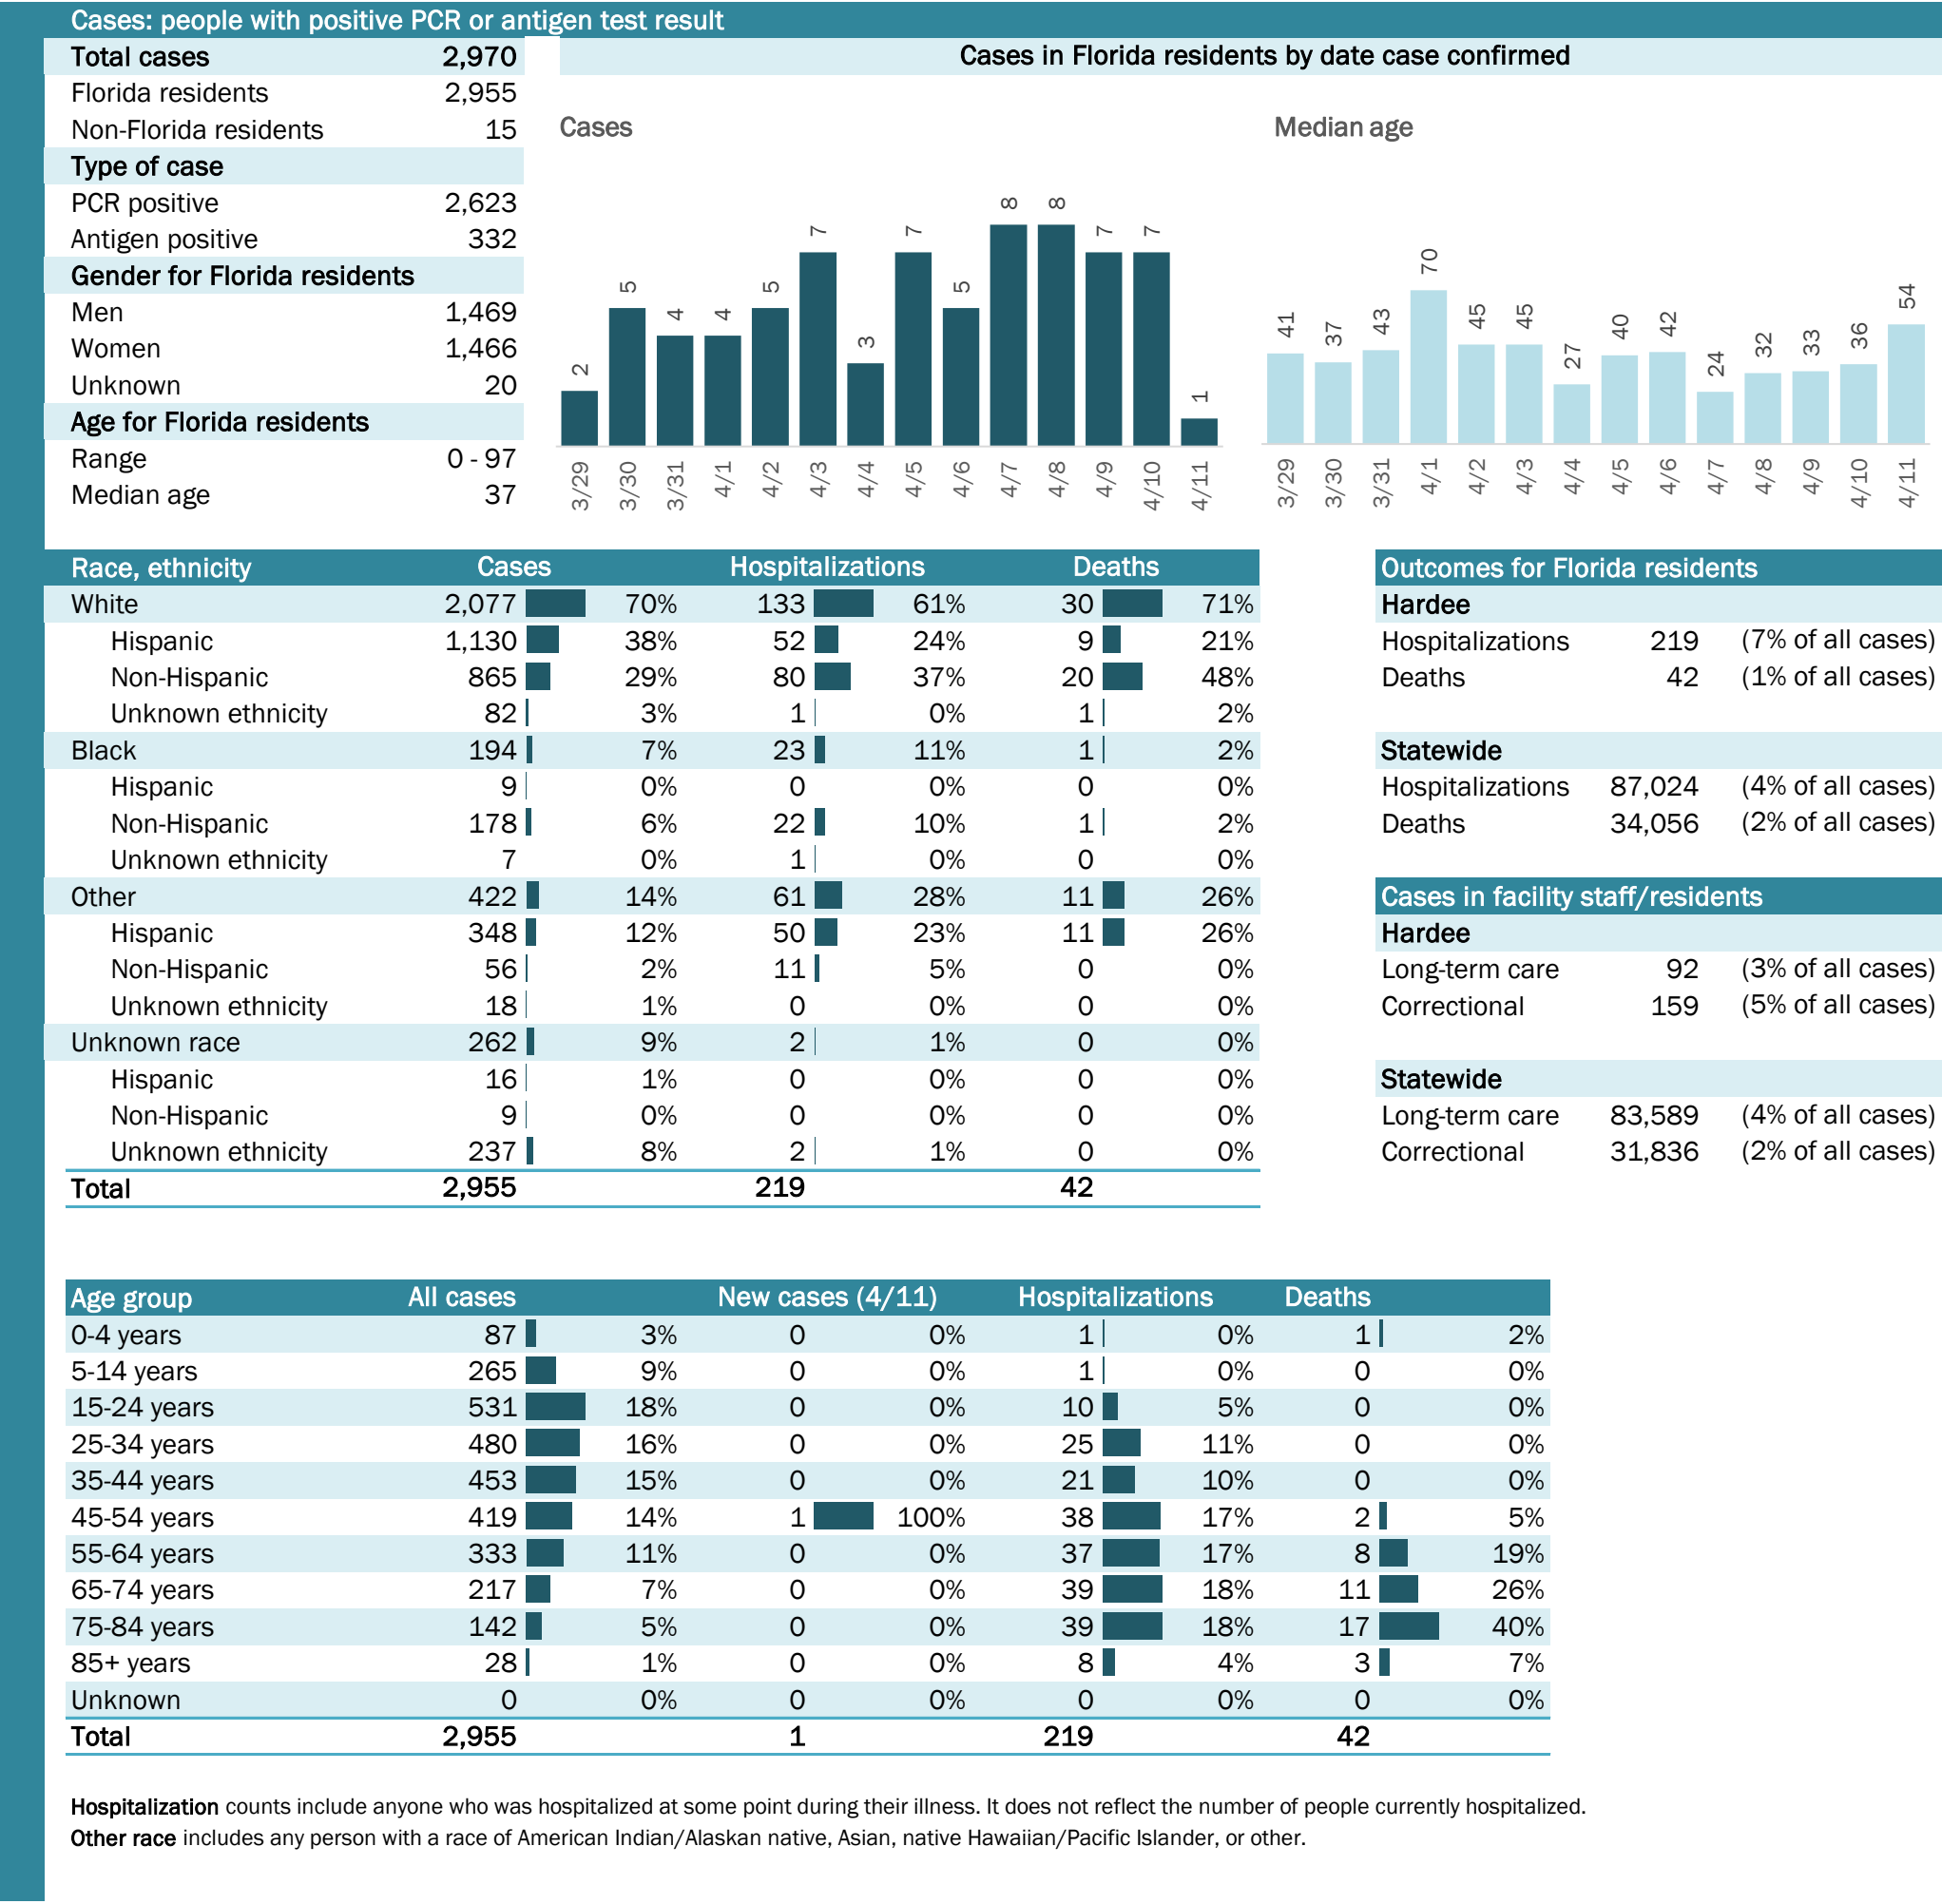 Cases: people with positive PCR or antigen test result
Total cases 2,970
Florida residents 2,955
Non-Florida residents 15
Type of case
PCR positive 2,623
Antigen positive 332
Gender for Florida residents
Men 1,469
Women 1,466
Unknown 20
Age for Florida residents
Range 0 - 97
Median age 37
Cases in Florida residents by date case confirmed
Cases
2 5 4 4 5 7 3 7 5 8 8 7 7 1
3/29 3/30 3/31 4/1 4/2 4/3 4/4 4/5 4/6 4/7 4/8 4/9 4/10 4/11
Median age
41 37 43 70 45 45 27 40 42 24 32 33 36 54
3/29 3/30 3/31 4/1 4/2 4/3 4/4 4/5 4/6 4/7 4/8 4/9 4/10 4/11
Race, ethnicity Cases Hospitalizations Deaths
White 2,077 70% 133 61% 30 71%
Hispanic 1,130 38% 52 24% 9 21%
Non-Hispanic 865 29% 80 37% 20 48%
Unknown ethnicity 82 3% 1 0% 1 2%
Black 194 7% 23 11% 1 2%
Hispanic 9 0% 0 0% 0 0%
Non-Hispanic 178 6% 22 10% 1 2%
Unknown ethnicity 7 0% 1 0% 0 0%
Other 422 14% 61 28% 11 26%
Hispanic 348 12% 50 23% 11 26%
Non-Hispanic 56 2% 11 5% 0 0%
Unknown ethnicity 18 1% 0 0% 0 0%
Unknown race 262 9% 2 1% 0 0%
Hispanic 16 1% 0 0% 0 0%
Non-Hispanic 9 0% 0 0% 0 0%
Unknown ethnicity 237 8% 2 1% 0 0%
Total 2,955 219 42
Outcomes for Florida residents
Hardee
Hospitalizations 219 (7% of all cases)
Deaths 42 (1% of all cases)
Statewide
Hospitalizations 87,024 (4% of all cases)
Deaths 34,056 (2% of all cases)
Cases in facility staff/residents
Hardee
Long-term care 92 (3% of all cases)
Correctional 159 (5% of all cases)
Statewide
Long-term care 83,589 (4% of all cases)
Correctional 31,836 (2% of all cases)
Age group All cases New cases (4/11) Hospitalizations Deaths
0-4 years 87 3% 0 0% 1 0% 1 2%
5-14 years 265 9% 0 0% 1 0% 0 0%
15-24 years 531 18% 0 0% 10 5% 0 0%
25-34 years 480 16% 0 0% 25 11% 0 0%
35-44 years 453 15% 0 0% 21 10% 0 0%
45-54 years 419 14% 1 100% 38 17% 2 5%
55-64 years 333 11% 0 0% 37 17% 8 19%
65-74 years 217 7% 0 0% 39 18% 11 26%
75-84 years 142 5% 0 0% 39 18% 17 40%
85+ years 28 1% 0 0% 8 4% 3 7%
Unknown 0 0% 0 0% 0 0% 0 0%
Total 2,955 1 219 42
Hospitalization counts include anyone who was hospitalized at some point during their illness. It does not reflect the number of people currently hospitalized.
Other race includes any person with a race of American Indian/Alaskan native, Asian, native Hawaiian/Pacific Islander, or other.